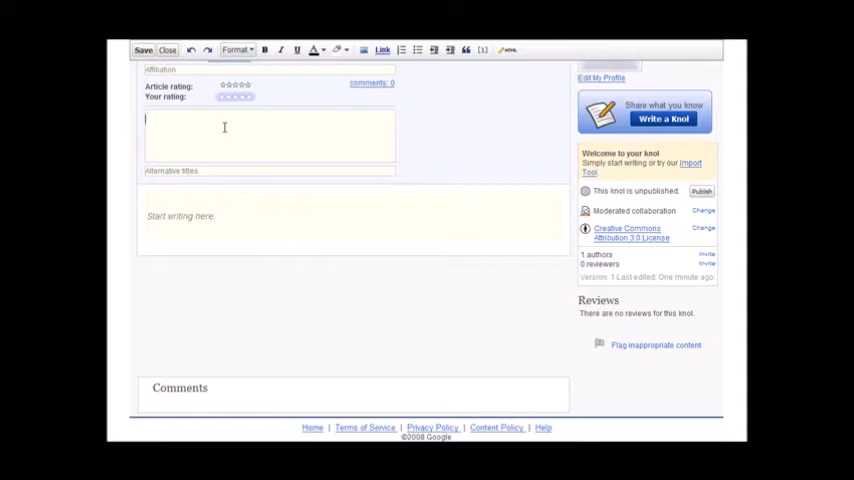 Save Close Format B I U A Link [1] HTML
Affiliation
Article rating:
comments: 0
Your rating:
Alternative titles
Start writing here
Comments
Edit My Profile
Share what you know
Write a Knol
Welcome to your knol
Simply start writing or try our Import
Tool.
This knol is unpublished. Publish
Moderated collaboration Change
Creative Commons Change
Attribution 3.0 License
1 authors Invite
0 reviewers Invite
Version: 1 Last edited: One minute ago.
Reviews
There are no reviews for this knol.
Flag inappropriate content
Home | Terms of Service | Privacy Policy | Content Policy | Help
©2008 Google